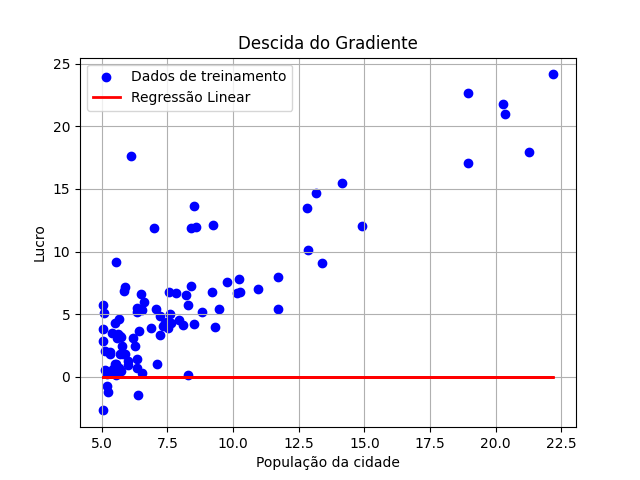 Descida do Gradiente
Dados de treinamento
Regressão Linear
25
20
15
10
5
0
Lucro
5.0 7.5 10.0 12.5 15.0 17.5 20.0 22.5
População da cidade